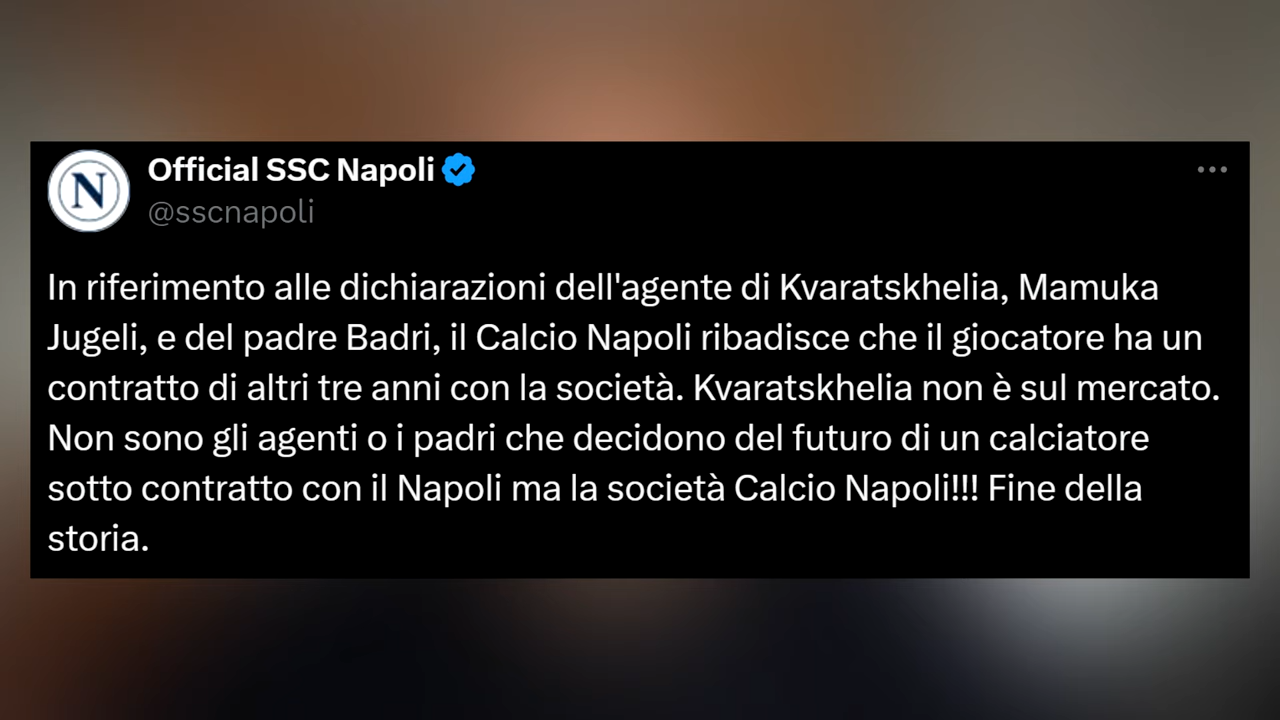 N
Official SSC Napoli
@sscnapoli
In riferimento alle dichiarazioni dell'agente di Kvaratskhelia, Mamuka
Jugeli, e del padre Badri, il Calcio Napoli ribadisce che il giocatore ha un
contratto di altri tre anni con la società. Kvaratskhelia non è sul mercato.
Non sono gli agenti o i padri che decidono del futuro di un calciatore
sotto contratto con il Napoli ma la società Calcio Napoli!!! Fine della
storia.